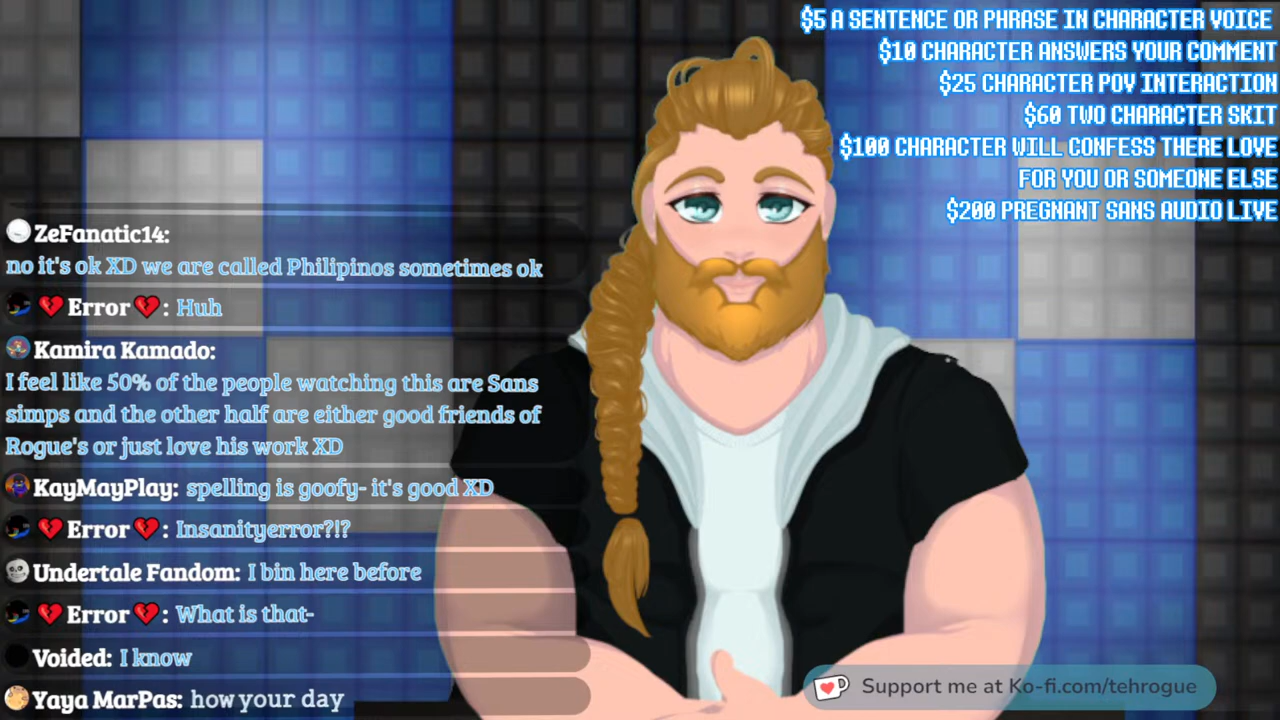 $5 A SENTENCE OR PHRASE IN CHARACTER VOICE
$10 CHARACTER ANSWERS YOUR COMMENT
$25 CHARACTER POV INTERACTION
$60 TWO CHARACTER SKIT
$100 CHARACTER WILL CONFESS THERE LOVE
FOR YOU OR SOMEONE ELSE
$200 PREGNANT SANS AUDIO LIVE
ZeFanatic14:
no it's ok XD we are called Philipinos sometimes ok
💔 Error 💔: Huh
Kamira Kamado:
I feel like 50% of the people watching this are Sans
simps and the other half are either good friends of
Rogue's or just love his work XD
KayMayPlay: spelling is goofy- it's good XD
💔 Error 💔: Insanityerror?!?
Undertale Fandom: I bin here before
💔 Error 💔: What is that-
Voided: I know
Yaya MarPas: how your day
Support me at Ko-fi.com/tehrogue